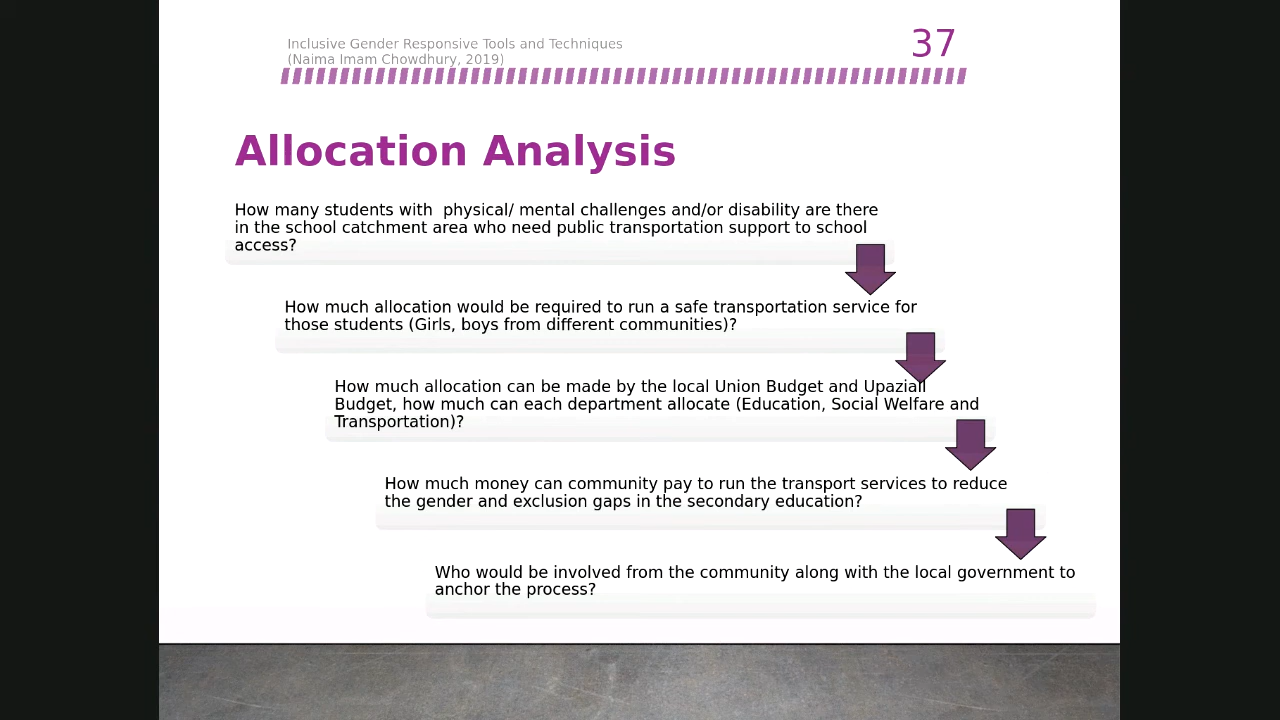 Inclusive Gender Responsive Tools and Techniques
(Naima Imam Chowdhury, 2019)
37
Allocation Analysis
How many students with  physical/ mental challenges and/or disability are there
in the school catchment area who need public transportation support to school
access?
How much allocation would be required to run a safe transportation service for
those students (Girls, boys from different communities)?
How much allocation can be made by the local Union Budget and Upaziall
Budget, how much can each department allocate (Education, Social Welfare and
Transportation)?
How much money can community pay to run the transport services to reduce
the gender and exclusion gaps in the secondary education?
Who would be involved from the community along with the local government to
anchor the process?